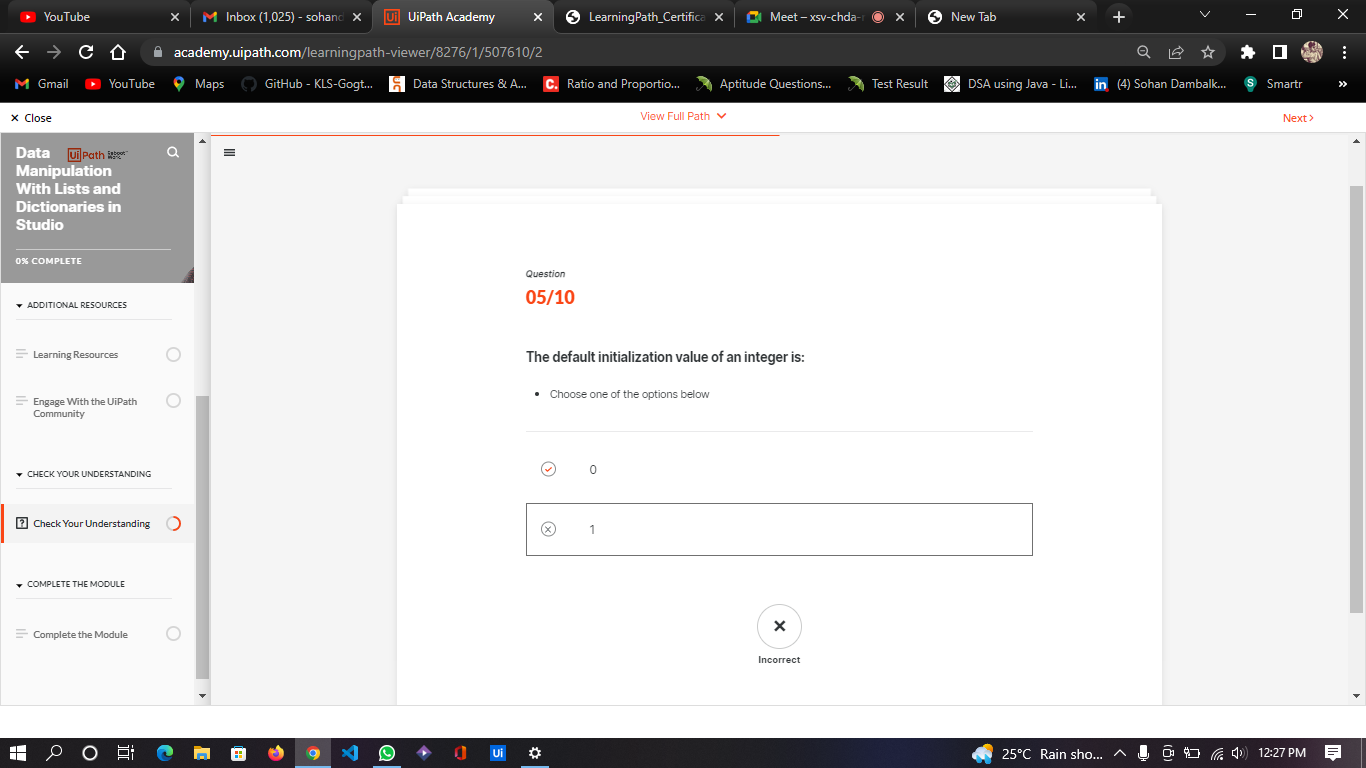 YouTube
Inbox (1,025) - sohand
UiPath Academy
LearningPath_Certifica
Meet – xsv-chda-r
New Tab
academy.uipath.com/learningpath-viewer/8276/1/507610/2
Gmail
YouTube
Maps
GitHub - KLS-Gogt...
Data Structures & A...
Ratio and Proportio...
Aptitude Questions...
Test Result
DSA using Java - Li...
(4) Sohan Dambalk...
Smartr
Close
View Full Path
Next
Data
Manipulation
With Lists and
Dictionaries in
Studio
UiPath
0% COMPLETE
ADDITIONAL RESOURCES
Learning Resources
Engage With the UiPath
Community
CHECK YOUR UNDERSTANDING
Check Your Understanding
COMPLETE THE MODULE
Complete the Module
Question
05/10
The default initialization value of an integer is:
• Choose one of the options below
0
1
Incorrect
25°C Rain sho...
12:27 PM